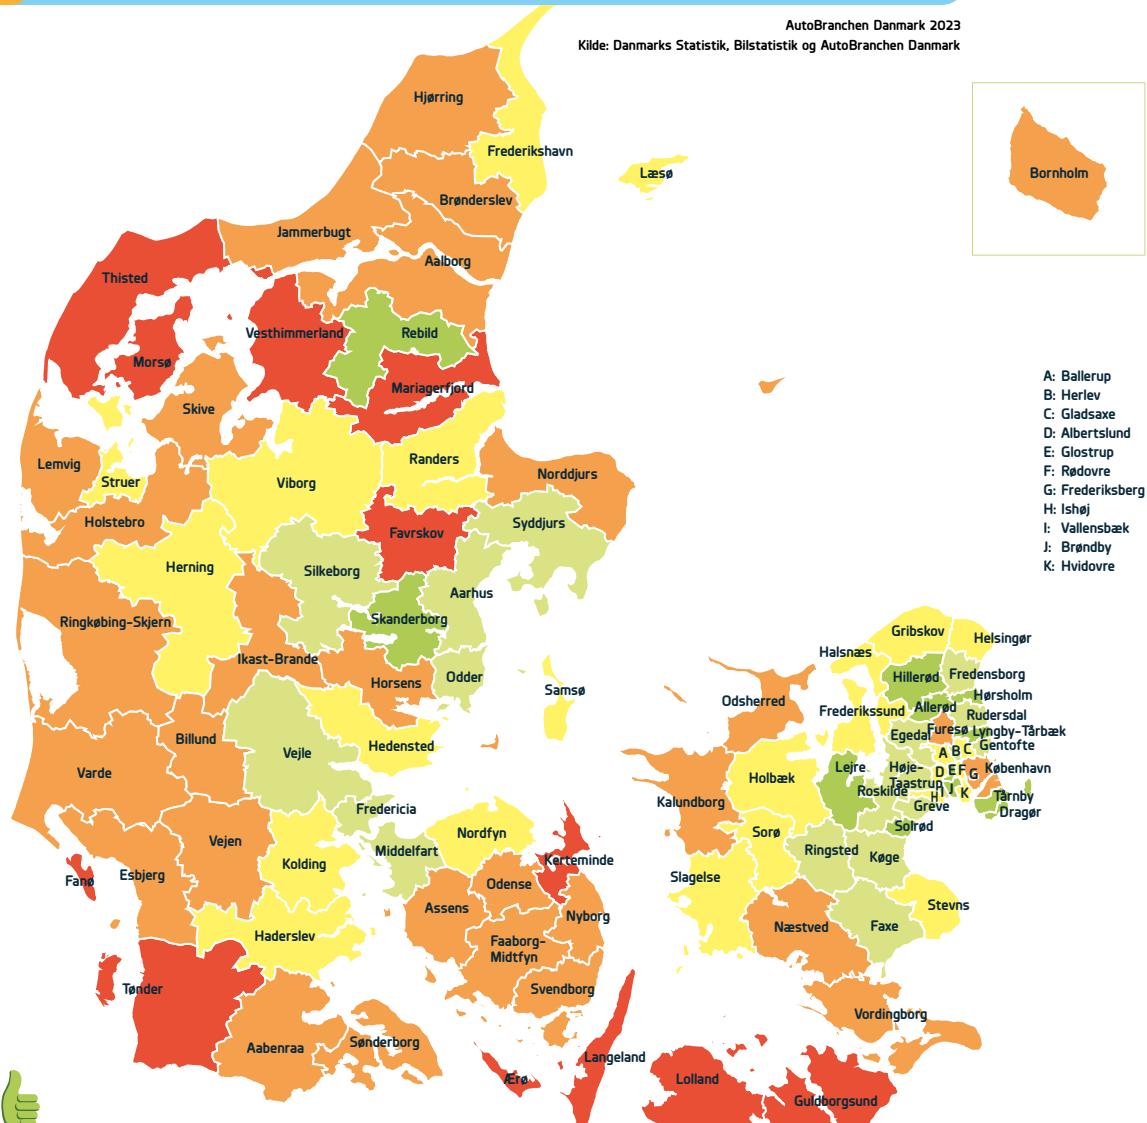 AutoBranchen Danmark 2023
Kilde: Danmarks Statistik, Bilstatistik og AutoBranchen Danmark
Hjørring
Frederikshavn
Læsø
Bornholm
Brønderslev
Jammerbugt
Aalborg
Thisted
Vesthimmerland
Rebild
Morsø
Mariagerfjord
Skive
A: Ballerup
B: Herlev
C: Gladsaxe
D: Albertslund
E: Glostrup
F: Rødovre
G: Frederiksberg
H: Ishøj
I: Vallensbæk
J: Brøndby
K: Hvidovre
Lemvig
Struer
Viborg
Randers
Norddjurs
Holstebro
Favrskov
Syddjurs
Herning
Silkeborg
Aarhus
Ringkøbing-Skjern
Skanderborg
Ikast-Brande
Horsens
Odder
Samsø
Billund
Vejle
Hedensted
Varde
Fredericia
Vejen
Kolding
Middelfart
Nordfyn
Kerteminde
Fanø
Esbjerg
Odense
Assens
Nyborg
Haderslev
Faaborg-
Midtfyn
Svendborg
Tønder
Aabenraa
Sønderborg
Ærø
Langeland
Gribskov
Helsingør
Halsnæs
Hillerød
Fredensborg
Odsherred
Hørsholm
Frederikssund
Allerød
Rudersdal
Egedal
Furesø
Lyngby-Tårbæk
Gentofte
A
B
C
Holbæk
Lejre
Høje-
Taastrup
D
E
F
G
København
Roskilde
H
I
J
K
Tårnby
Dragør
Kalundborg
Greve
Solrød
Sorø
Ringsted
Køge
Slagelse
Stevns
Næstved
Faxe
Vordingborg
Lolland
Guldborgsund